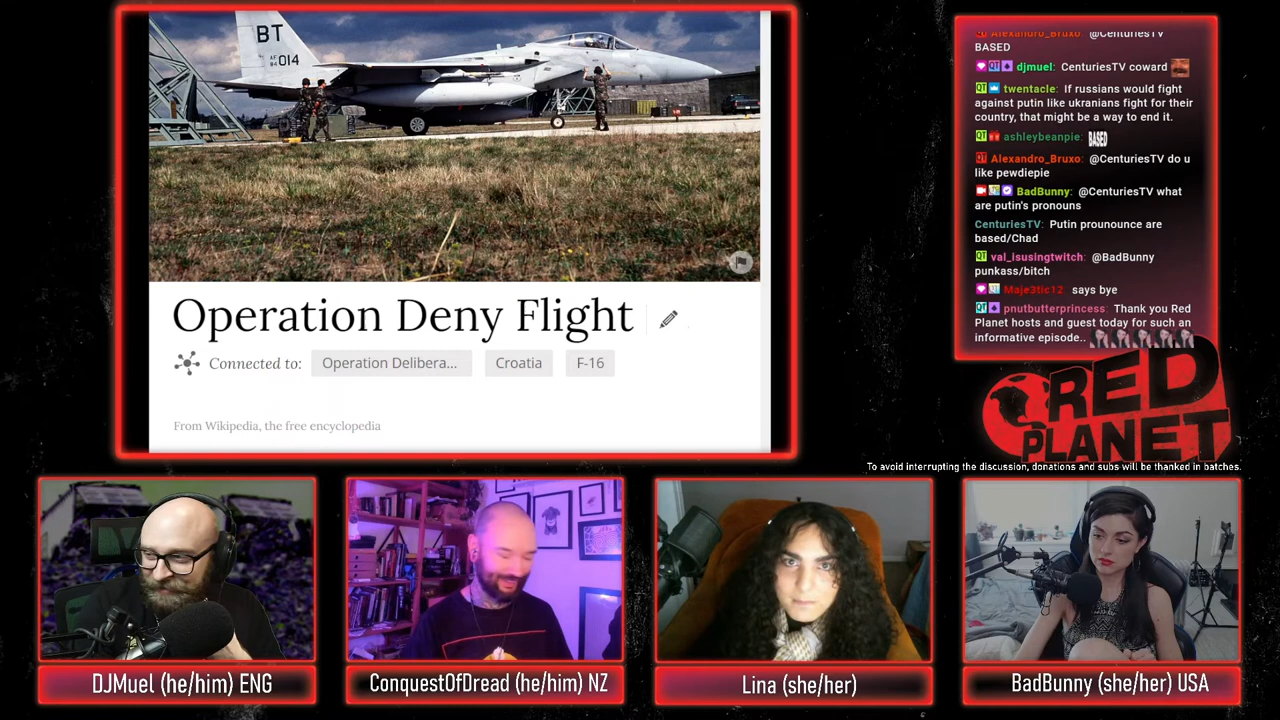 BT
AF
84 014
Operation Deny Flight
Connected to: Operation Delibera... Croatia F-16
From Wikipedia, the free encyclopedia
Alexandro_Bruxo: @CenturiesTV
BASED
djmuel: CenturiesTV coward
twentacle: If russians would fight
against putin like ukranians fight for their
country, that might be a way to end it.
ashleybeanpie: BASED
Alexandro_Bruxo: @CenturiesTV do u
like pewdiepie
BadBunny: @CenturiesTV what
are putin's pronouns
CenturiesTV: Putin prounounce are
based/Chad
val_isusingtwitch: @BadBunny
punkass/bitch
Maje3tic12 says bye
pnutbutterprincess: Thank you Red
Planet hosts and guest today for such an
informative episode..
RED
PLANET
To avoid interrupting the discussion, donations and subs will be thanked in batches.
DJMuel (he/him) ENG
ConquestOfDread (he/him) NZ
Lina (she/her)
BadBunny (she/her) USA